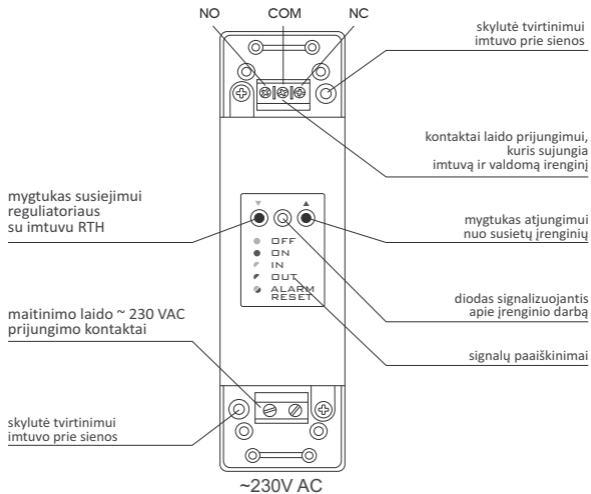 NO COM NC
skylutė tvirtinimui
imtuvo prie sienos
kontaktai laido prijungimui,
kuris sujungia
imtuvą ir valdomą irenginį
mygtukas susiejimui
reguliatoriaus
su imtuvu RTH
mygtukas atjungimui
nuo susietų įrenginių
OFF
ON
IN
OUT
ALARM
RESET
maitinimo laido ~ 230 VAC
prijungimo kontaktai
diodas signalizuojantis
apie įrenginio darbą
signalų paaiškinimai
skylutė tvirtinimui
imtuvo prie sienos
~230V AC